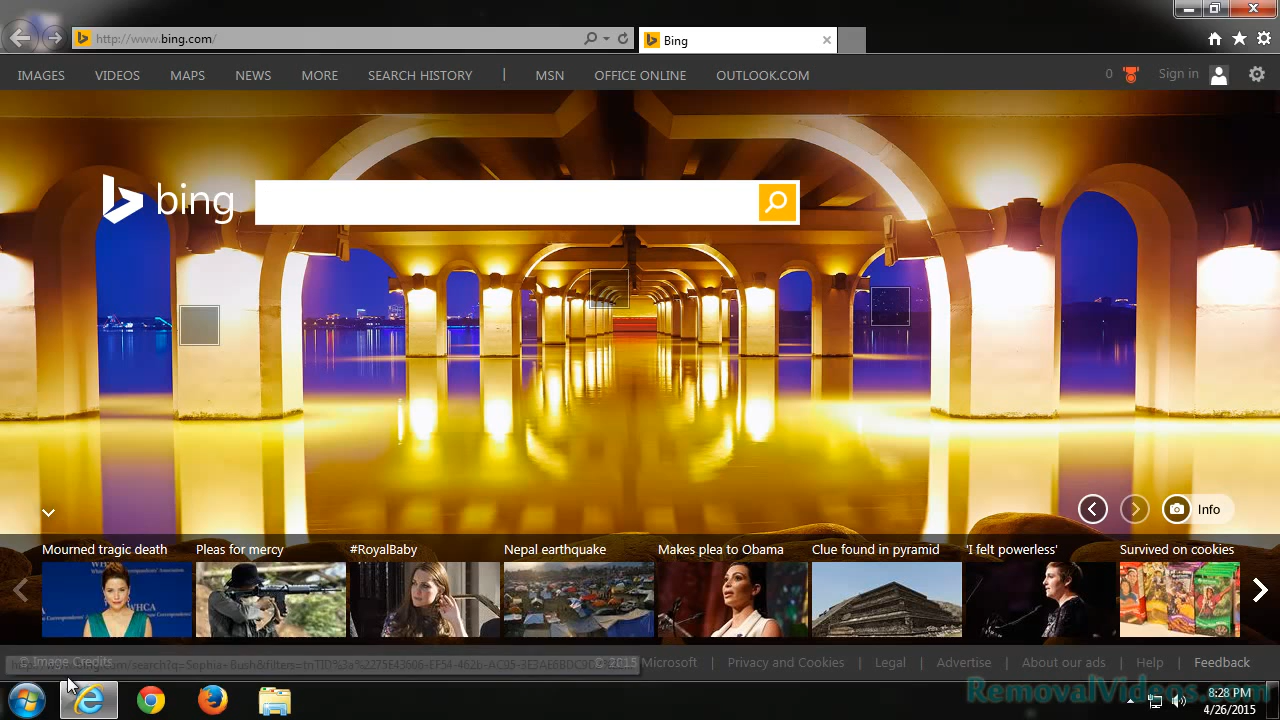 http://www.bing.com/
Bing
IMAGES VIDEOS MAPS NEWS MORE SEARCH HISTORY | MSN OFFICE ONLINE OUTLOOK.COM
0 Sign in
bing
Info
Mourned tragic death Pleas for mercy #RoyalBaby Nepal earthquake Makes plea to Obama Clue found in pyramid 'I felt powerless' Survived on cookies
© Image Credits
© 2015 Microsoft | Privacy and Cookies | Legal | Advertise | About our ads | Help | Feedback
RemovalVideos.com
8:28 PM
4/26/2015